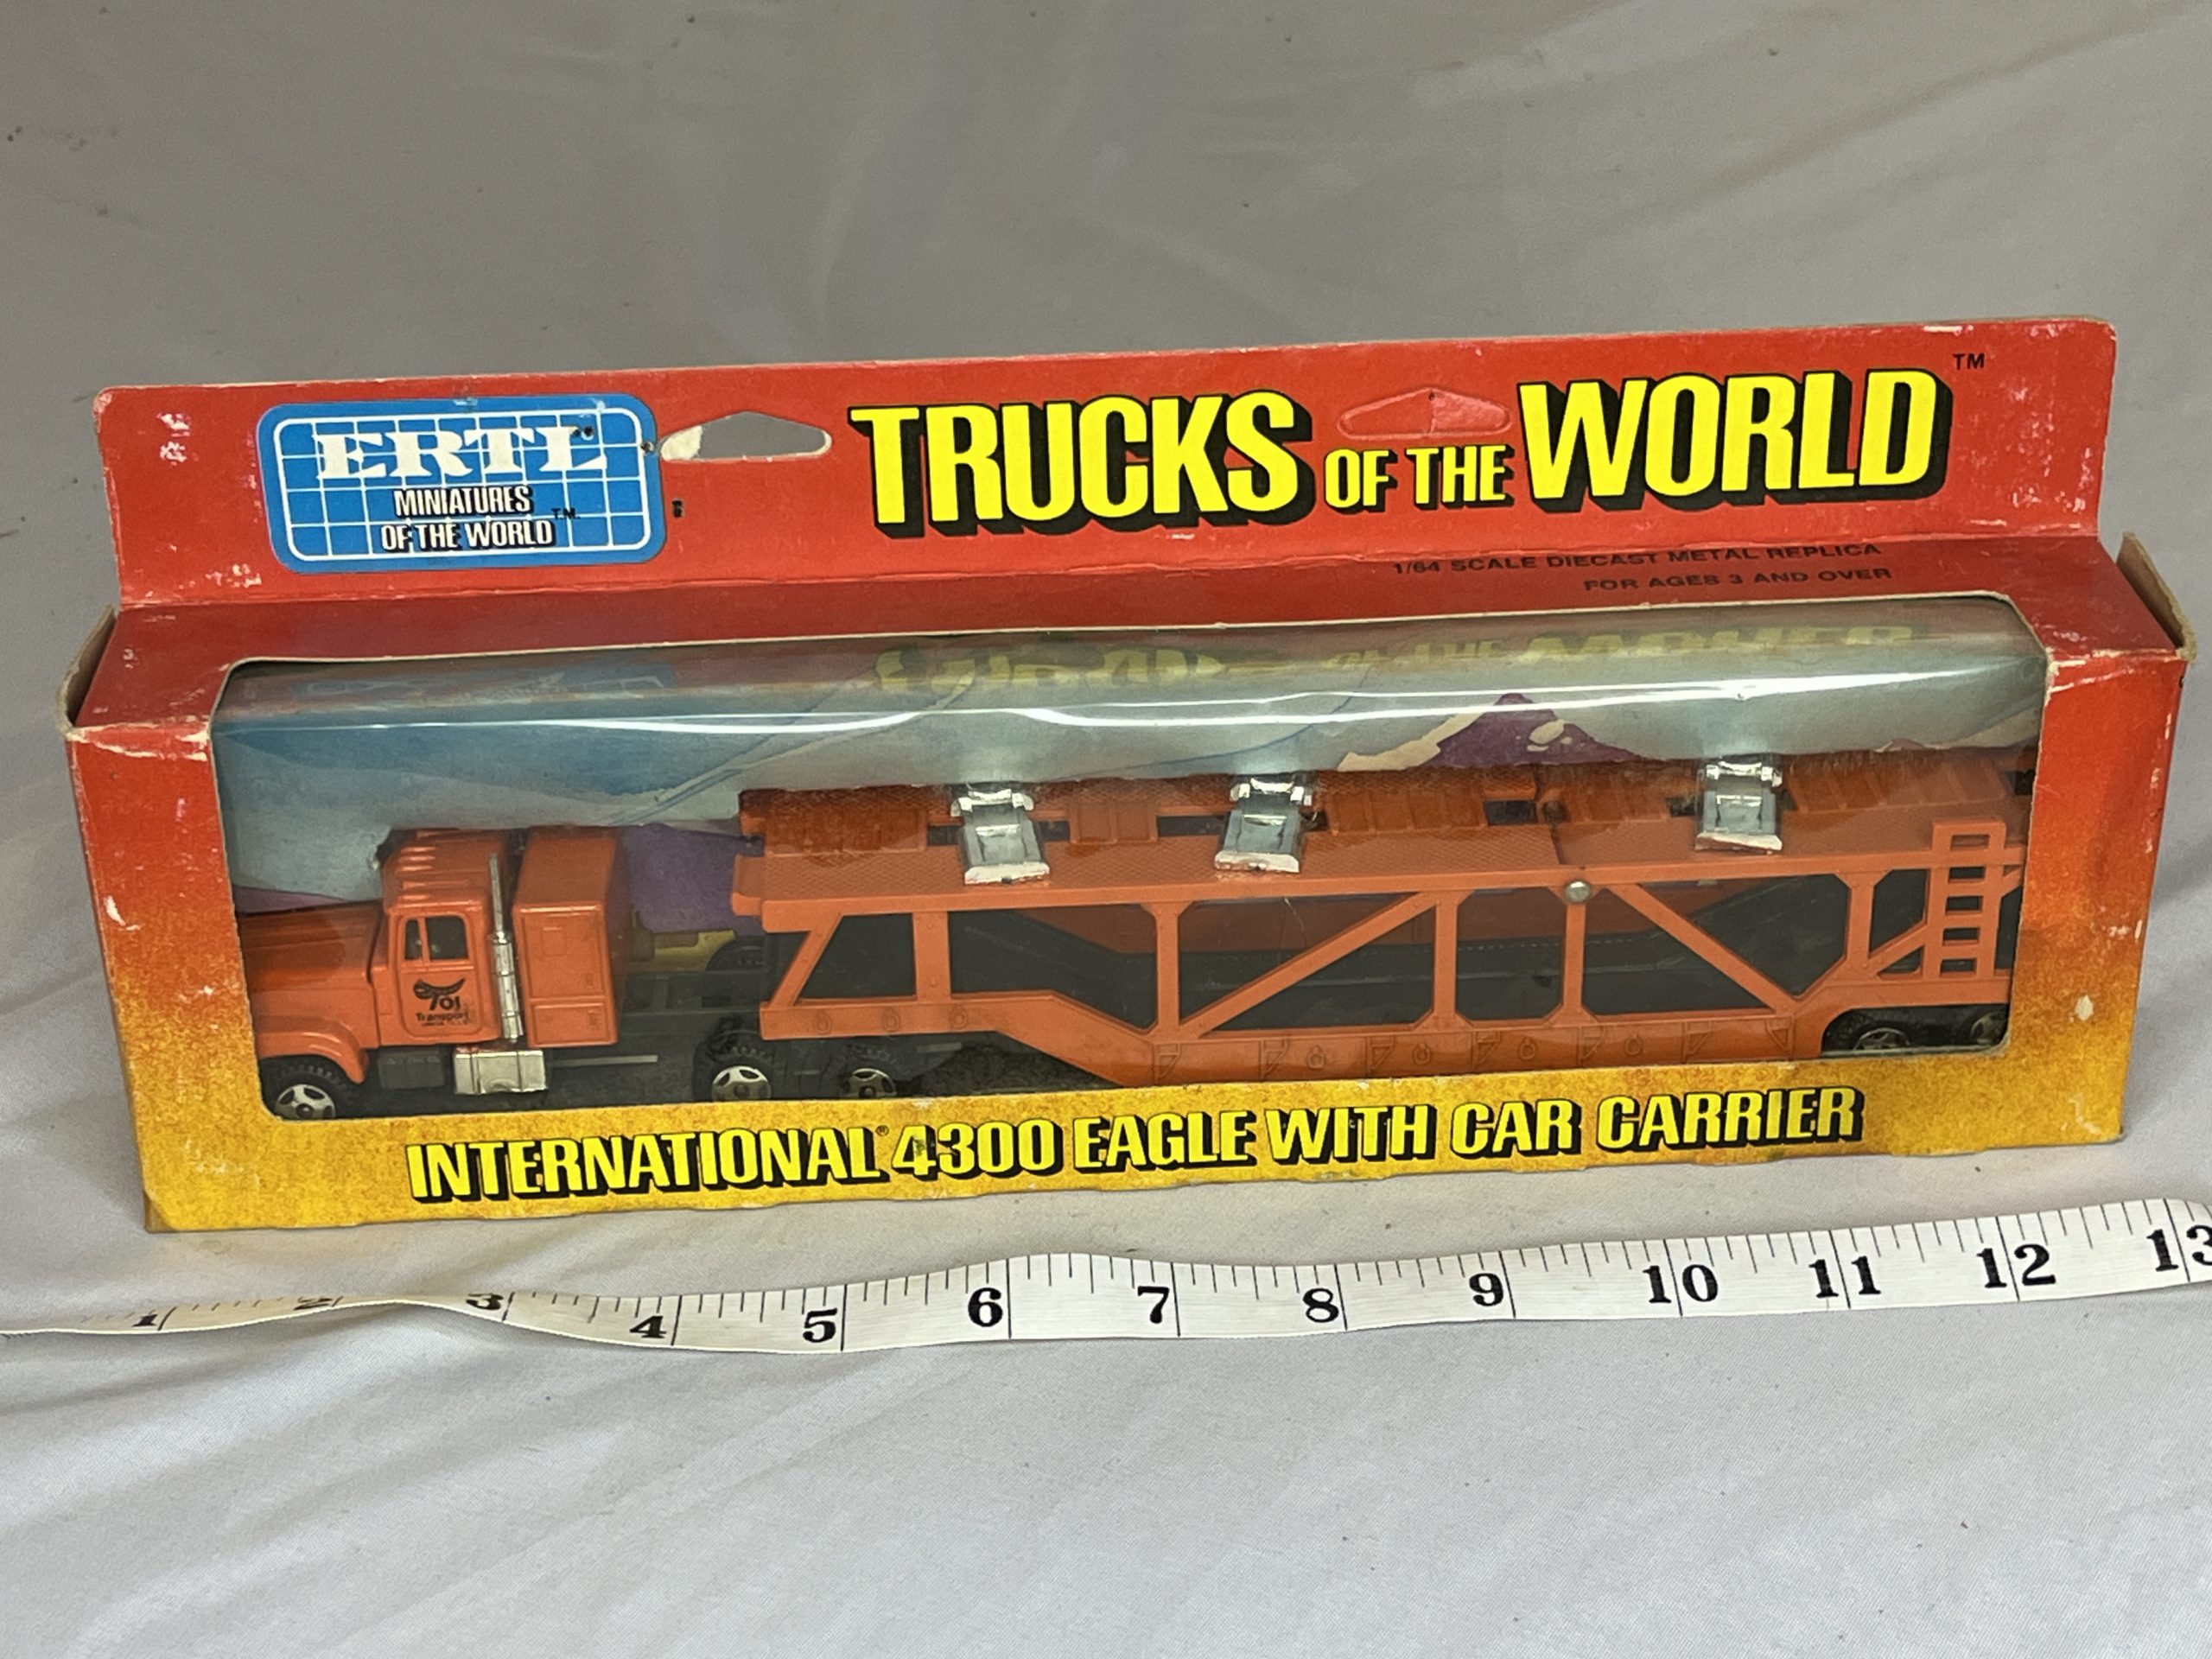 ERTL
MINIATURES
OF THE WORLD T.M.
TRUCKS OF THE WORLD ™
1/64 SCALE DIECAST METAL REPLICA
FOR AGES 3 AND OVER
Transport
INTERNATIONAL® 4300 EAGLE WITH CAR CARRIER
1 2 3 4 5 6 7 8 9 10 11 12 13